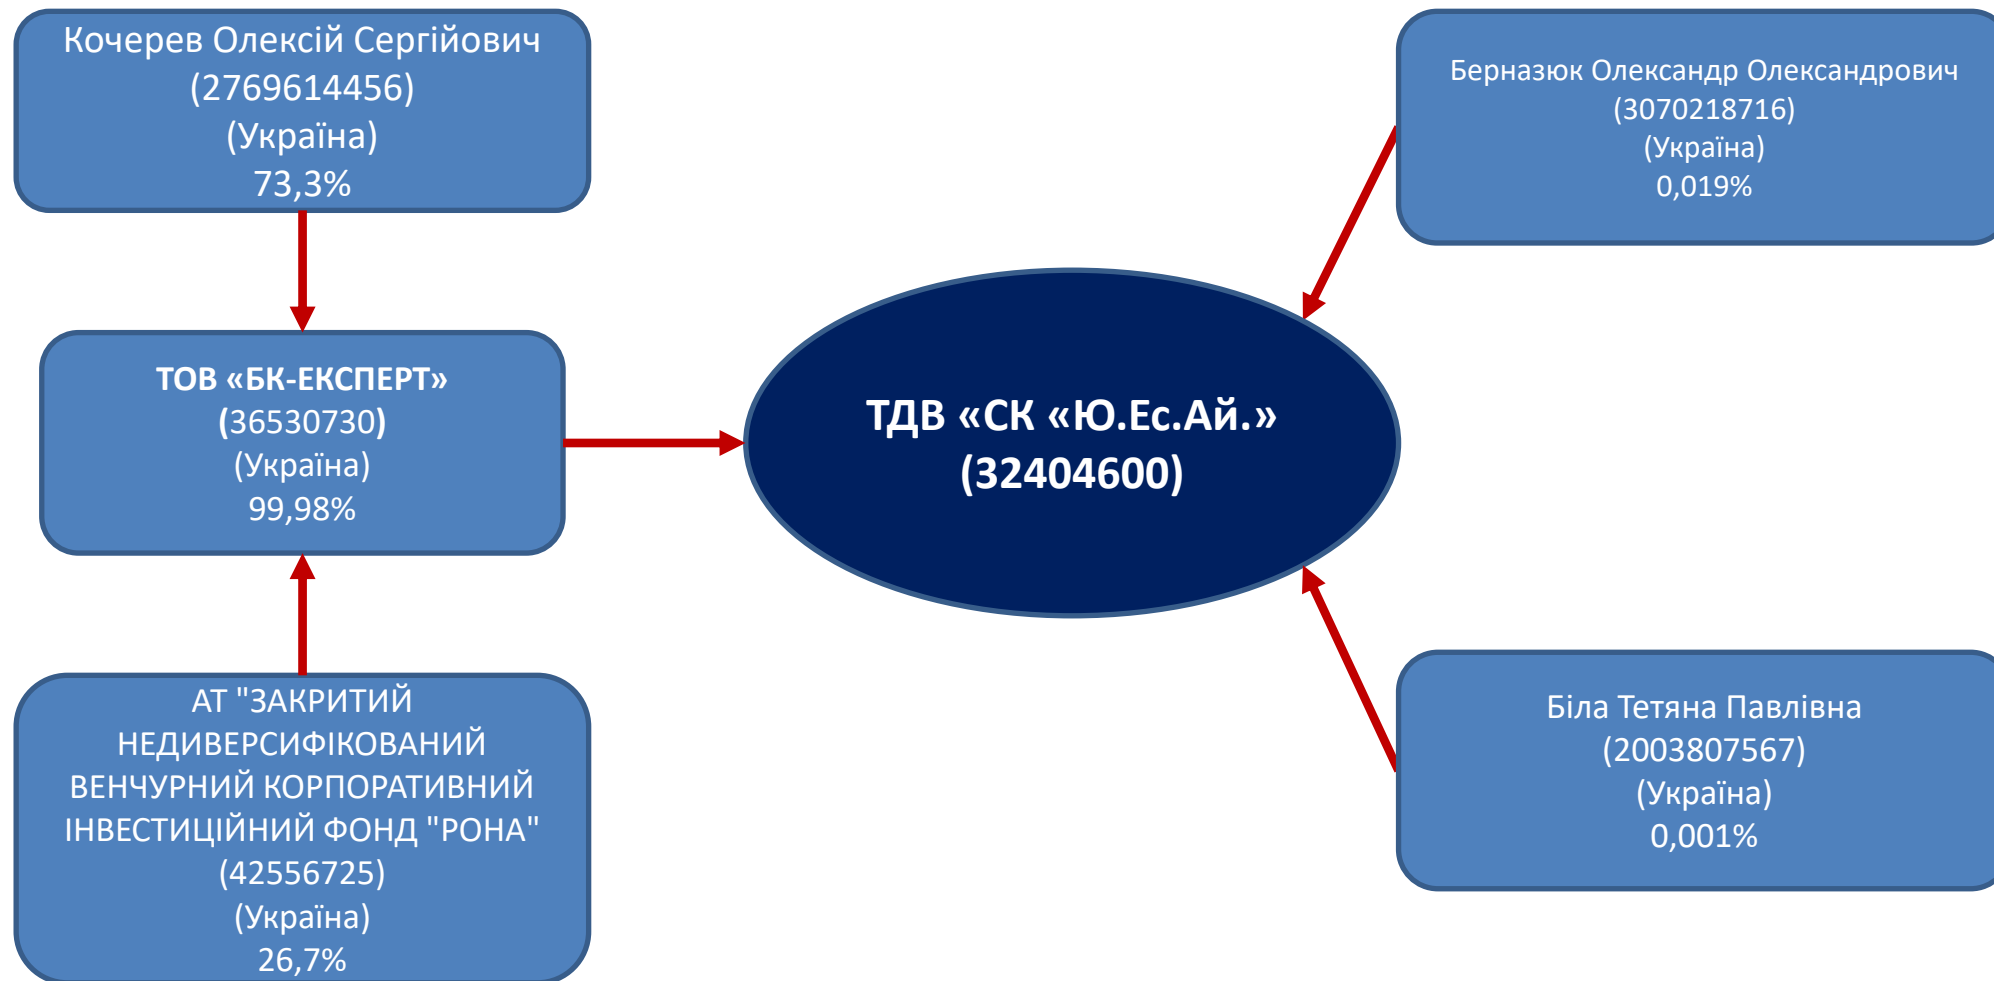 Кочерев Олексій Сергійович
(2769614456)
(Україна)
73,3%
ТОВ «БК-ЕКСПЕРТ»
(36530730)
(Україна)
99,98%
АТ "ЗАКРИТИЙ
НЕДИВЕРСИФІКОВАНИЙ
ВЕНЧУРНИЙ КОРПОРАТИВНИЙ
ІНВЕСТИЦІЙНИЙ ФОНД "РОНА"
(42556725)
(Україна)
26,7%
ТДВ «СК «Ю.Ес.Ай.»
(32404600)
Берназюк Олександр Олександрович
(3070218716)
(Україна)
0,019%
Біла Тетяна Павлівна
(2003807567)
(Україна)
0,001%